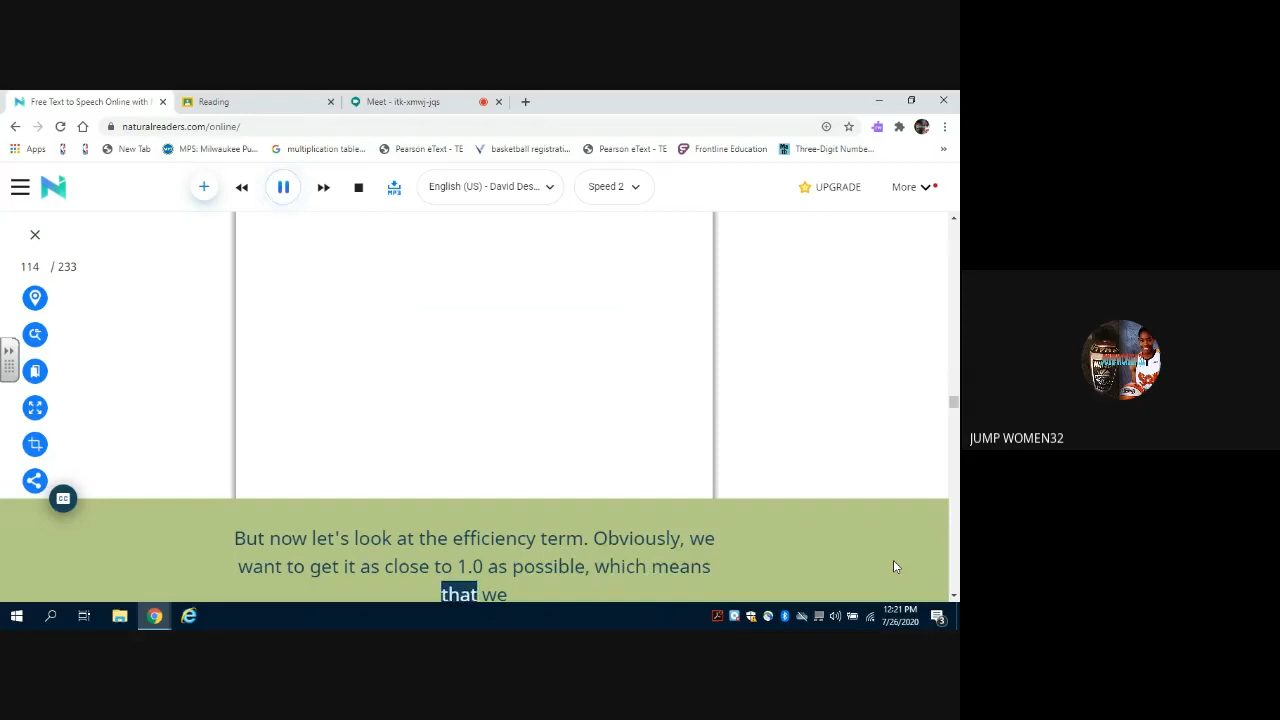 Free Text to Speech Online with
Reading
Meet - itk-xmwj-jqs
naturalreaders.com/online/
Apps
New Tab
MPS: Milwaukee Pu...
multiplication table...
Pearson eText - TE
basketball registrati...
Pearson eText - TE
Frontline Education
Three-Digit Numbe...
»
MP3
English (US) - David Des...
Speed 2
UPGRADE
More
114 / 233
CC
But now let's look at the efficiency term. Obviously, we
want to get it as close to 1.0 as possible, which means
that we
JUMP WOMEN32
12:21 PM
7/26/2020
3